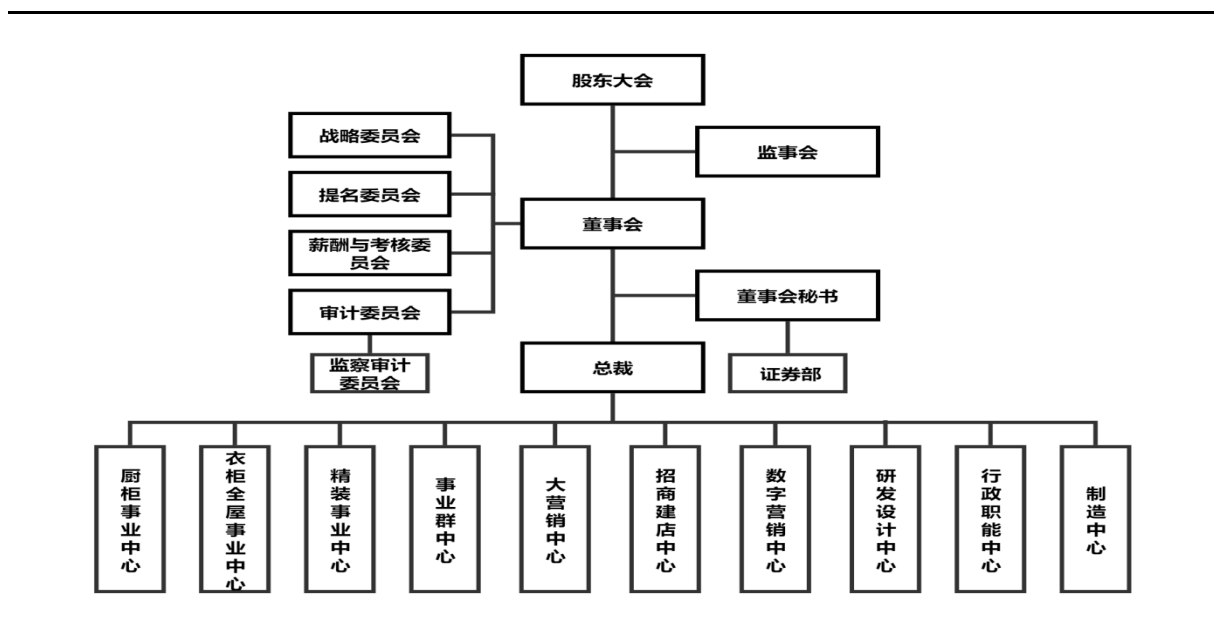 股东大会
战略委员会
监事会
提名委员会
董事会
薪酬与考核委
员会
董事会秘书
审计委员会
监察审计
委员会
总裁
证券部
厨柜事业中心
衣柜全屋事业中心
精装事业中心
事业群中心
大营销中心
招商建店中心
数字营销中心
研发设计中心
行政职能中心
制造中心